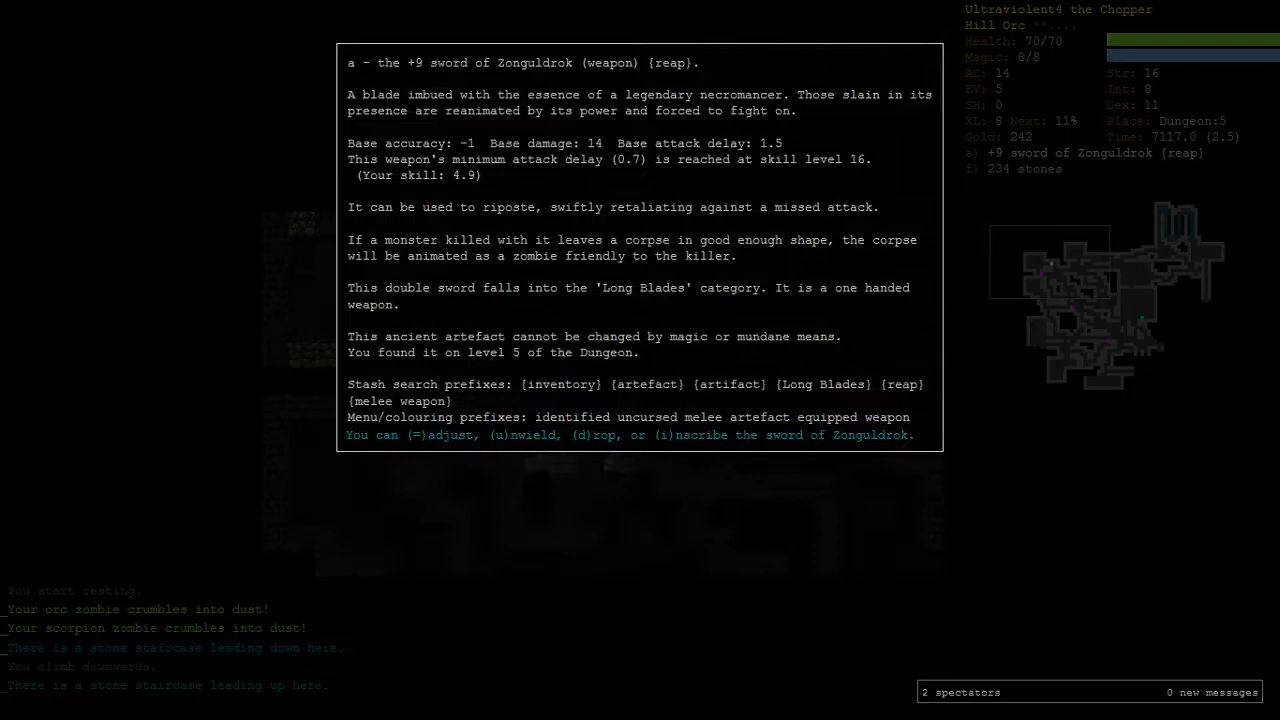 Ultraviolent4 the Chopper
Hill Orc **....
Health: 70/70
Magic: 8/8
AC: 14 Str: 16
EV: 5 Int: 8
SH: 0 Dex: 11
XL: 8 Next: 11% Place: Dungeon:5
Gold: 242 Time: 7117.0 (2.5)
a) +9 sword of Zonguldrok {reap}
f) 234 stones
a - the +9 sword of Zonguldrok (weapon) {reap}.
A blade imbued with the essence of a legendary necromancer. Those slain in its
presence are reanimated by its power and forced to fight on.
Base accuracy: -1 Base damage: 14 Base attack delay: 1.5
This weapon's minimum attack delay (0.7) is reached at skill level 16.
(Your skill: 4.9)
It can be used to riposte, swiftly retaliating against a missed attack.
If a monster killed with it leaves a corpse in good enough shape, the corpse
will be animated as a zombie friendly to the killer.
This double sword falls into the 'Long Blades' category. It is a one handed
weapon.
This ancient artefact cannot be changed by magic or mundane means.
You found it on level 5 of the Dungeon.
Stash search prefixes: {inventory} {artefact} {artifact} {Long Blades} {reap}
{melee weapon}
Menu/colouring prefixes: identified uncursed melee artefact equipped weapon
You can (=)adjust, (u)nwield, (d)rop, or (i)nscribe the sword of Zonguldrok.
You start resting.
_Your orc zombie crumbles into dust!
_Your scorpion zombie crumbles into dust!
_There is a stone staircase leading down here.
You climb downwards.
_There is a stone staircase leading up here.
2 spectators 0 new messages